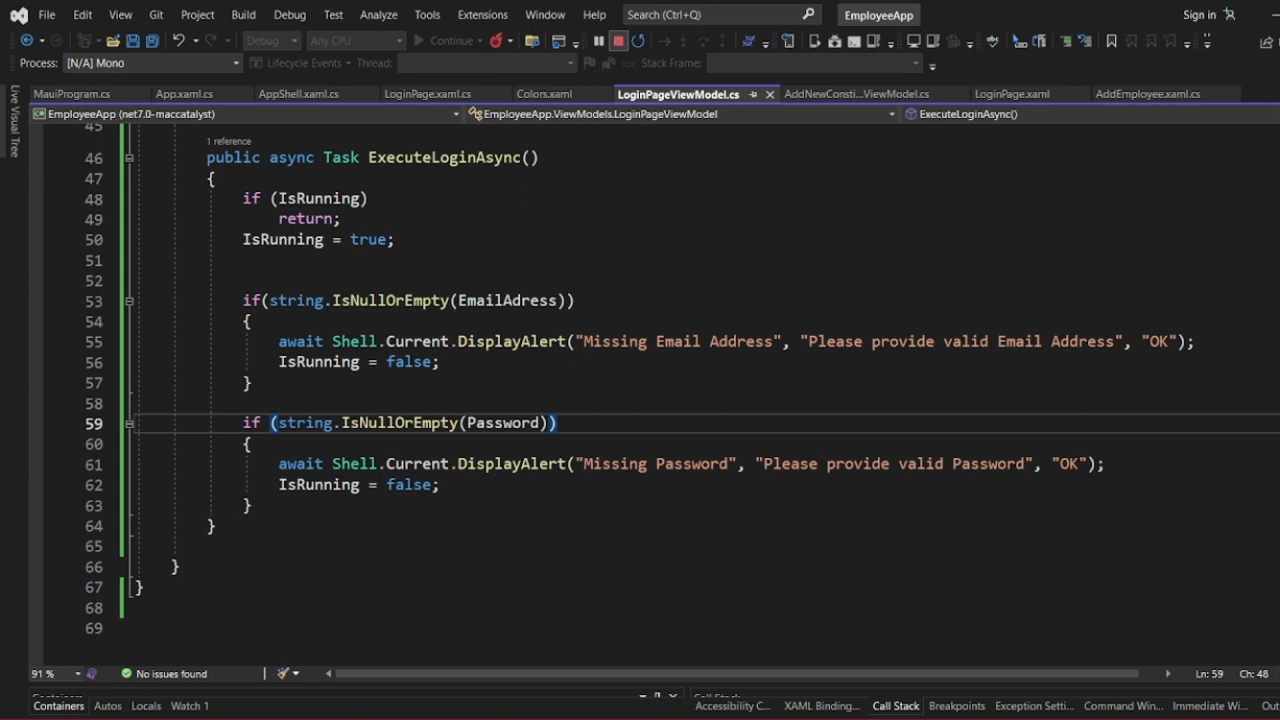 File Edit View Git Project Build Debug Test Analyze Tools Extensions Window Help Search (Ctrl+Q) EmployeeApp Sign in
Debug Any CPU Continue
Process: [N/A] Mono Lifecycle Events Thread: Stack Frame:
Live Visual Tree
MauiProgram.cs App.xaml.cs AppShell.xaml.cs LoginPage.xaml.cs Colors.xaml LoginPageViewModel.cs AddNewConsti...ViewModel.cs LoginPage.xaml AddEmployee.xaml.cs
EmployeeApp (net7.0-maccatalyst) EmployeeApp.ViewModels.LoginPageViewModel ExecuteLoginAsync()
45
1 reference
46 public async Task ExecuteLoginAsync()
47 {
48 if (IsRunning)
49 return;
50 IsRunning = true;
51
52
53 if(string.IsNullOrEmpty(EmailAdress))
54 {
55 await Shell.Current.DisplayAlert("Missing Email Address", "Please provide valid Email Address", "OK");
56 IsRunning = false;
57 }
58
59 if (string.IsNullOrEmpty(Password))
60 {
61 await Shell.Current.DisplayAlert("Missing Password", "Please provide valid Password", "OK");
62 IsRunning = false;
63 }
64 }
65
66 }
67 }
68
69
91 % No issues found Ln: 59 Ch: 48
Containers Call Stack
Containers Autos Locals Watch 1 Accessibility C... XAML Binding... Call Stack Breakpoints Exception Setti... Command Win... Immediate Wi... Out